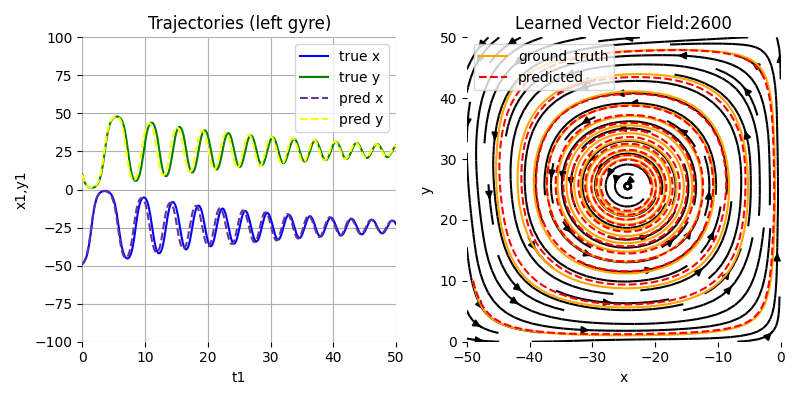 Trajectories (left gyre)
x1,y1
100
75
50
25
0
−25
−50
−75
−100
0
10
20
30
40
50
t1
true x
true y
pred x
pred y
Learned Vector Field:2600
y
50
40
30
20
10
0
−50
−40
−30
−20
−10
0
x
ground_truth
predicted